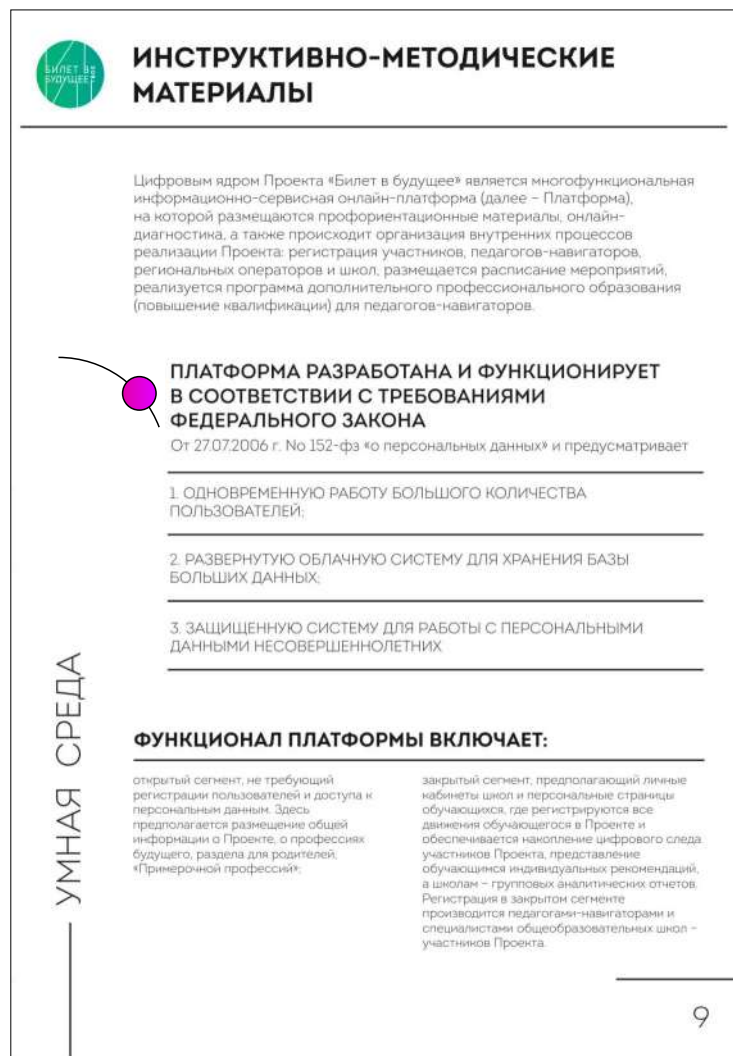 БИЛЕТ В
БУДУЩЕЕ
ИНСТРУКТИВНО-МЕТОДИЧЕСКИЕ
МАТЕРИАЛЫ
Цифровым ядром Проекта «Билет в будущее» является многофункциональная
информационно-сервисная онлайн-платформа (далее – Платформа),
на которой размещаются профориентационные материалы, онлайн-
диагностика, а также происходит организация внутренних процессов
реализации Проекта: регистрация участников, педагогов-навигаторов,
региональных операторов и школ, размещается расписание мероприятий,
реализуется программа дополнительного профессионального образования
(повышение квалификации) для педагогов-навигаторов.
ПЛАТФОРМА РАЗРАБОТАНА И ФУНКЦИОНИРУЕТ
В СООТВЕТСТВИИ С ТРЕБОВАНИЯМИ
ФЕДЕРАЛЬНОГО ЗАКОНА
От 27.07.2006 г. No 152-фз «о персональных данных» и предусматривает
1. ОДНОВРЕМЕННУЮ РАБОТУ БОЛЬШОГО КОЛИЧЕСТВА
ПОЛЬЗОВАТЕЛЕЙ;
2. РАЗВЕРНУТУЮ ОБЛАЧНУЮ СИСТЕМУ ДЛЯ ХРАНЕНИЯ БАЗЫ
БОЛЬШИХ ДАННЫХ;
3. ЗАЩИЩЕННУЮ СИСТЕМУ ДЛЯ РАБОТЫ С ПЕРСОНАЛЬНЫМИ
ДАННЫМИ НЕСОВЕРШЕННОЛЕТНИХ
УМНАЯ СРЕДА
ФУНКЦИОНАЛ ПЛАТФОРМЫ ВКЛЮЧАЕТ:
открытый сегмент, не требующий
регистрации пользователей и доступа к
персональным данным. Здесь
предполагается размещение общей
информации о Проекте, о профессиях
будущего, раздела для родителей,
«Примерочной профессий»;
закрытый сегмент, предполагающий личные
кабинеты школ и персональные страницы
обучающихся, где регистрируются все
движения обучающегося в Проекте и
обеспечивается накопление цифрового следа
участников Проекта, представление
обучающимся индивидуальных рекомендаций,
а школам – групповых аналитических отчетов.
Регистрация в закрытом сегменте
производится педагогами-навигаторами и
специалистами общеобразовательных школ –
участников Проекта.
9